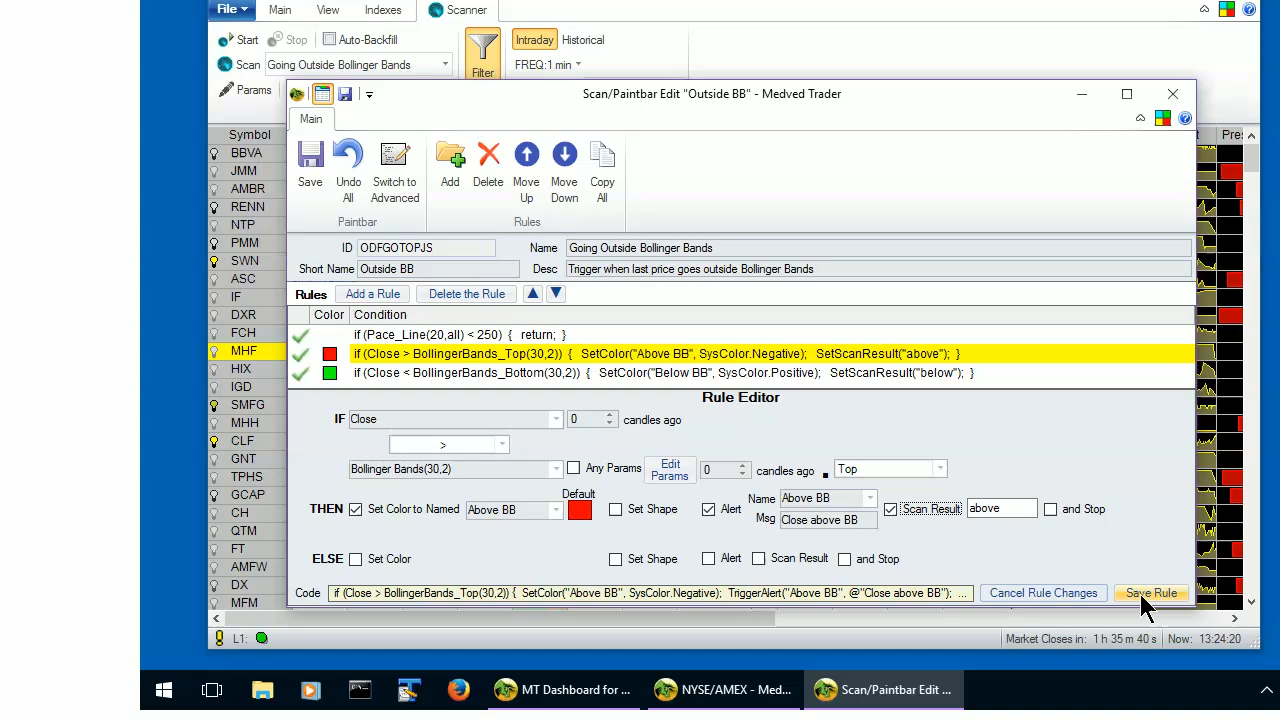 File Main View Indexes Scanner
Start Stop Auto-Backfill Intraday Historical
Scan Going Outside Bollinger Bands FREQ:1 min
Filter
Params
Scan/Paintbar Edit "Outside BB" - Medved Trader
Main
Save Undo All Switch to Advanced Add Delete Move Up Move Down Copy All
Paintbar Rules
ID ODFGOTOPJS Name Going Outside Bollinger Bands
Short Name Outside BB Desc Trigger when last price goes outside Bollinger Bands
Rules Add a Rule Delete the Rule
Color Condition
if (Pace_Line(20,all) < 250) { return; }
if (Close > BollingerBands_Top(30,2)) { SetColor("Above BB", SysColor.Negative); SetScanResult("above"); }
if (Close < BollingerBands_Bottom(30,2)) { SetColor("Below BB", SysColor.Positive); SetScanResult("below"); }
Rule Editor
IF Close 0 candles ago
>
Bollinger Bands(30,2) Any Params Edit Params 0 candles ago . Top
Default
THEN Set Color to Named Above BB Set Shape Alert Name Above BB Scan Result above and Stop
Msg Close above BB
ELSE Set Color Set Shape Alert Scan Result and Stop
Code if (Close > BollingerBands_Top(30,2)) { SetColor("Above BB", SysColor.Negative); TriggerAlert("Above BB", @"Close above BB"); ... Cancel Rule Changes Save Rule
Symbol
BBVA
JMM
AMBR
RENN
NTP
PMM
SWN
ASC
IF
DXR
FCH
MHF
HIX
IGD
SMFG
MHH
CLF
GNT
TPHS
GCAP
CH
QTM
FT
AMFW
DX
MFM
L1: Market Closes in: 1 h 35 m 40 s Now: 13:24:20
MT Dashboard for ... NYSE/AMEX - Med... Scan/Paintbar Edit ...